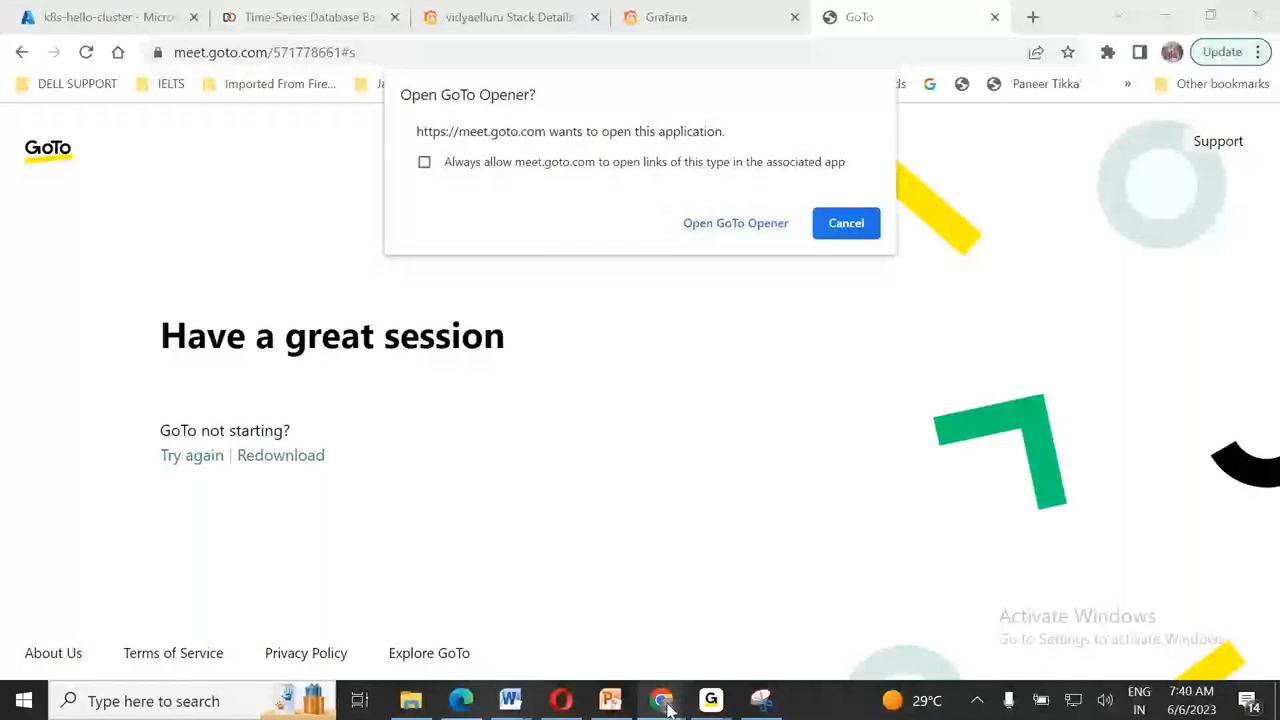 k8s-hello-cluster - Micro
Time-Series Database Ba
vidyaelluru Stack Details
Grafana
GoTo
meet.goto.com/571778661#s
Update
DELL SUPPORT
IELTS
Imported From Fire...
'Paneer Tikka'
»
Other bookmarks
Open GoTo Opener?
https://meet.goto.com wants to open this application.
Always allow meet.goto.com to open links of this type in the associated app
Open GoTo Opener
Cancel
GoTo
Support
Have a great session
GoTo not starting?
Try again | Redownload
Activate Windows
Go to Settings to activate Windows.
About Us
Terms of Service
Privacy Policy
Explore GoTo
Type here to search
29°C
ENG
IN
7:40 AM
6/6/2023
14